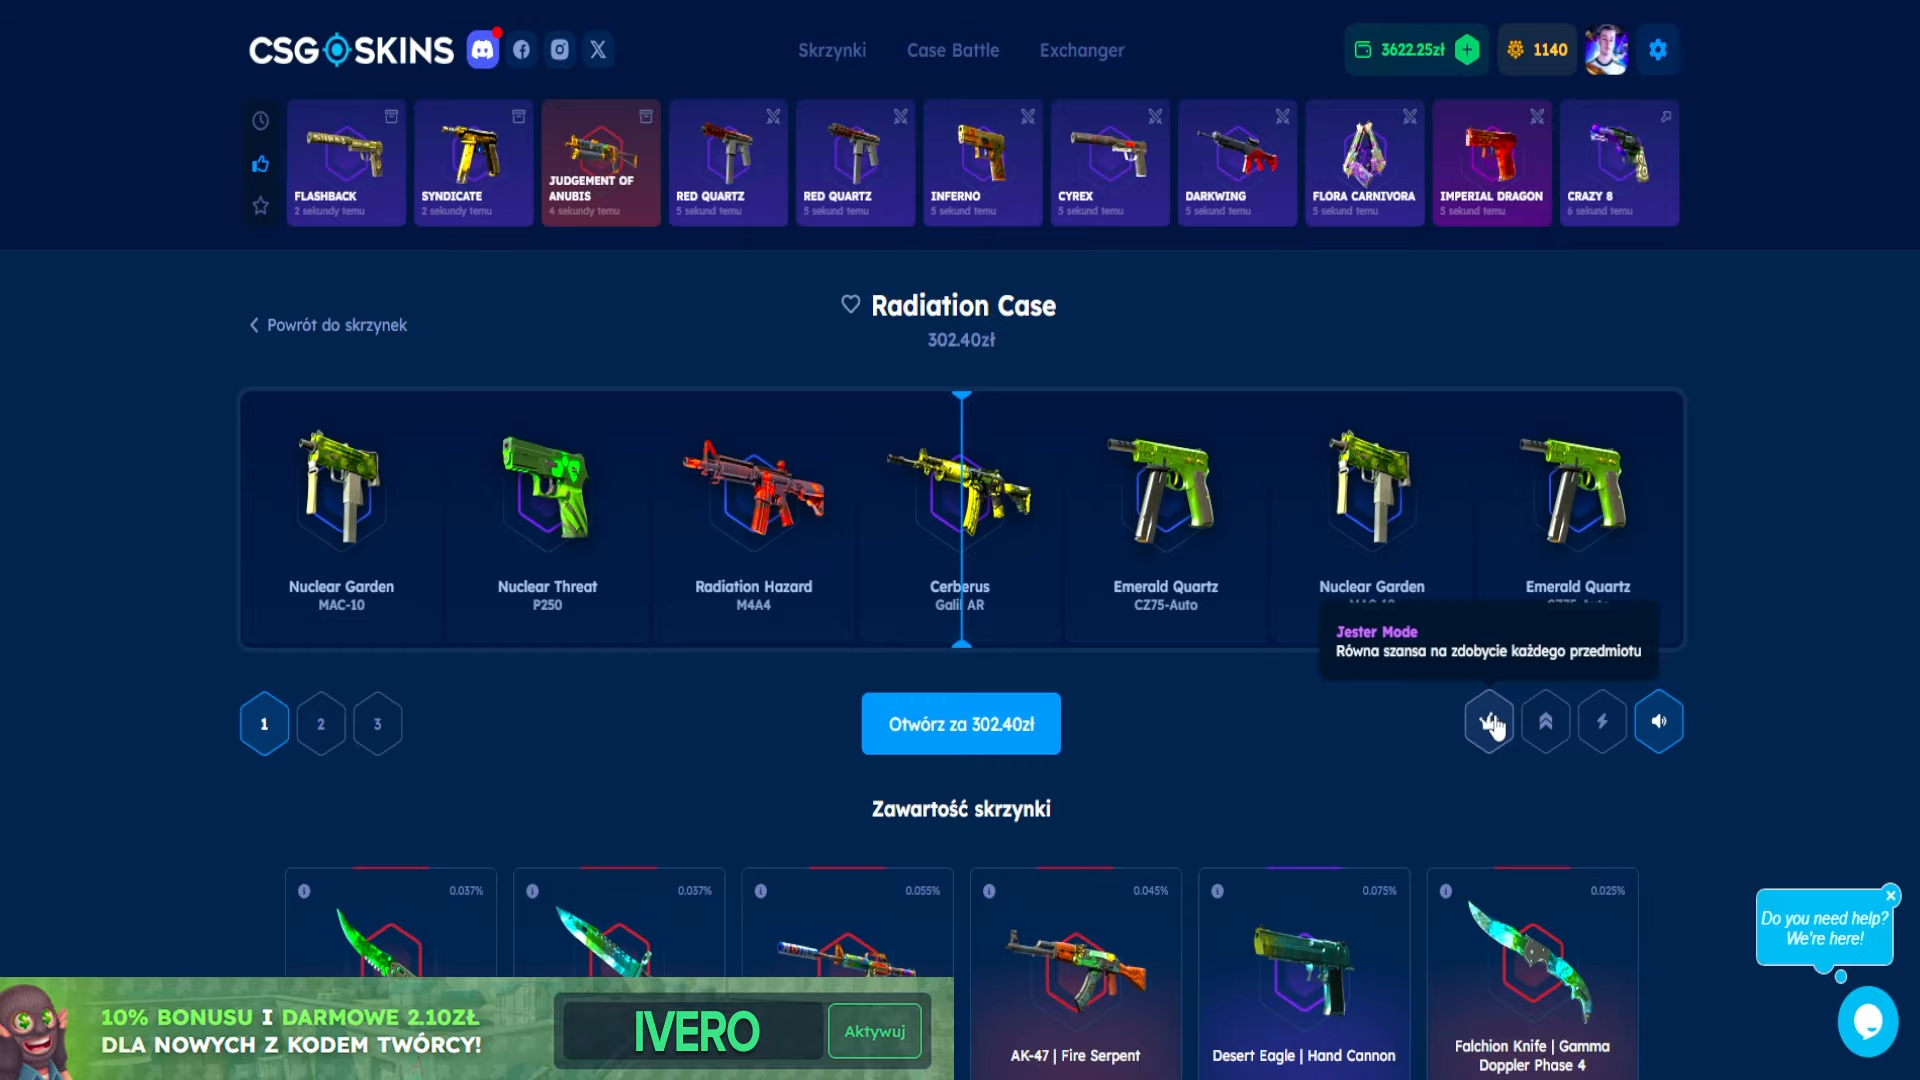 CSGOSKINS
Skrzynki
Case Battle
Exchanger
3622.25zł
1140
FLASHBACK
2 sekundy temu
SYNDICATE
2 sekundy temu
JUDGEMENT OF
ANUBIS
4 sekundy temu
RED QUARTZ
5 sekund temu
RED QUARTZ
5 sekund temu
INFERNO
5 sekund temu
CYREX
5 sekund temu
DARKWING
5 sekund temu
FLORA CARNIVORA
5 sekund temu
IMPERIAL DRAGON
5 sekund temu
CRAZY 8
6 sekund temu
Powrót do skrzynek
Radiation Case
302.40zł
Nuclear Garden
MAC-10
Nuclear Threat
P250
Radiation Hazard
M4A4
Cerberus
Galil AR
Emerald Quartz
CZ75-Auto
Nuclear Garden
Emerald Quartz
Jester Mode
Równa szansa na zdobycie każdego przedmiotu
1
2
3
Otwórz za 302.40zł
Zawartość skrzynki
0.037%
0.037%
0.055%
0.045%
AK-47 | Fire Serpent
0.075%
Desert Eagle | Hand Cannon
0.025%
Falchion Knife | Gamma
Doppler Phase 4
10% BONUSU I DARMOWE 2.10ZŁ
DLA NOWYCH Z KODEM TWÓRCY!
IVERO
Aktywuj
Do you need help?
We're here!